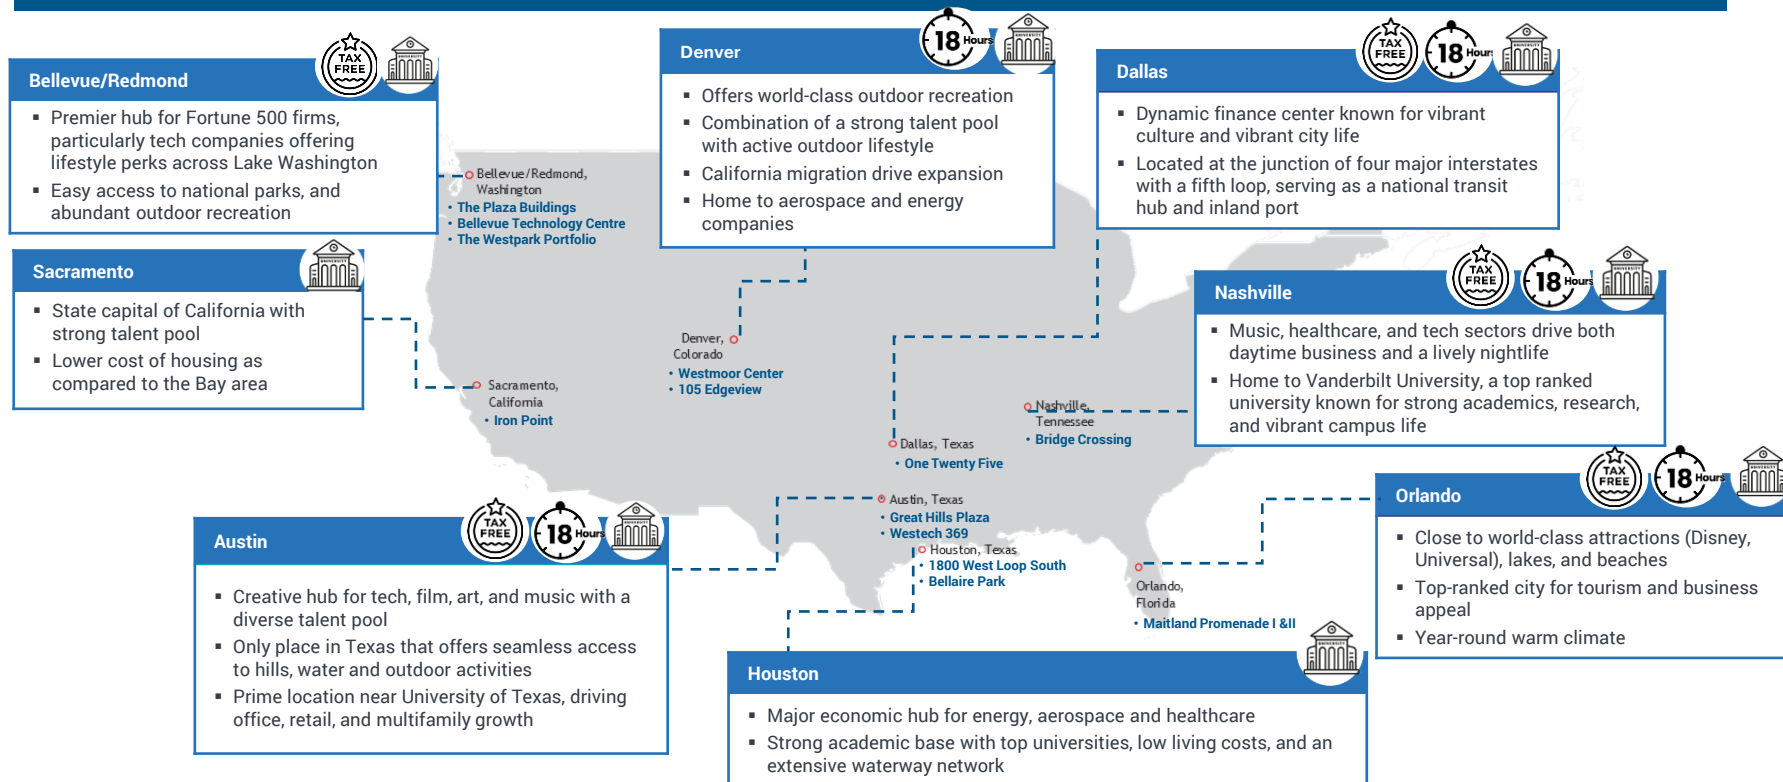 Bellevue/Redmond
TAX
FREE
UNIVERSITY
Premier hub for Fortune 500 firms,
particularly tech companies offering
lifestyle perks across Lake Washington
Easy access to national parks, and
abundant outdoor recreation
Denver
18 Hours
UNIVERSITY
Offers world-class outdoor recreation
Combination of a strong talent pool
with active outdoor lifestyle
California migration drive expansion
Home to aerospace and energy
companies
Dallas
TAX
FREE
18 Hours
UNIVERSITY
Dynamic finance center known for vibrant
culture and vibrant city life
Located at the junction of four major interstates
with a fifth loop, serving as a national transit
hub and inland port
Sacramento
UNIVERSITY
State capital of California with
strong talent pool
Lower cost of housing as
compared to the Bay area
Nashville
TAX
FREE
18 Hours
UNIVERSITY
Music, healthcare, and tech sectors drive both
daytime business and a lively nightlife
Home to Vanderbilt University, a top ranked
university known for strong academics, research,
and vibrant campus life
Bellevue/Redmond,
Washington
• The Plaza Buildings
• Bellevue Technology Centre
• The Westpark Portfolio
Denver,
Colorado
• Westmoor Center
• 105 Edgeview
Sacramento,
California
• Iron Point
Nashville,
Tennessee
• Bridge Crossing
Dallas, Texas
• One Twenty Five
Austin, Texas
• Great Hills Plaza
• Westech 369
Houston, Texas
• 1800 West Loop South
• Bellaire Park
Orlando,
Florida
• Maitland Promenade I &II
Austin
TAX
FREE
18 Hours
UNIVERSITY
Creative hub for tech, film, art, and music with a
diverse talent pool
Only place in Texas that offers seamless access
to hills, water and outdoor activities
Prime location near University of Texas, driving
office, retail, and multifamily growth
Orlando
TAX
FREE
18 Hours
UNIVERSITY
Close to world-class attractions (Disney,
Universal), lakes, and beaches
Top-ranked city for tourism and business
appeal
Year-round warm climate
Houston
UNIVERSITY
Major economic hub for energy, aerospace and healthcare
Strong academic base with top universities, low living costs, and an
extensive waterway network